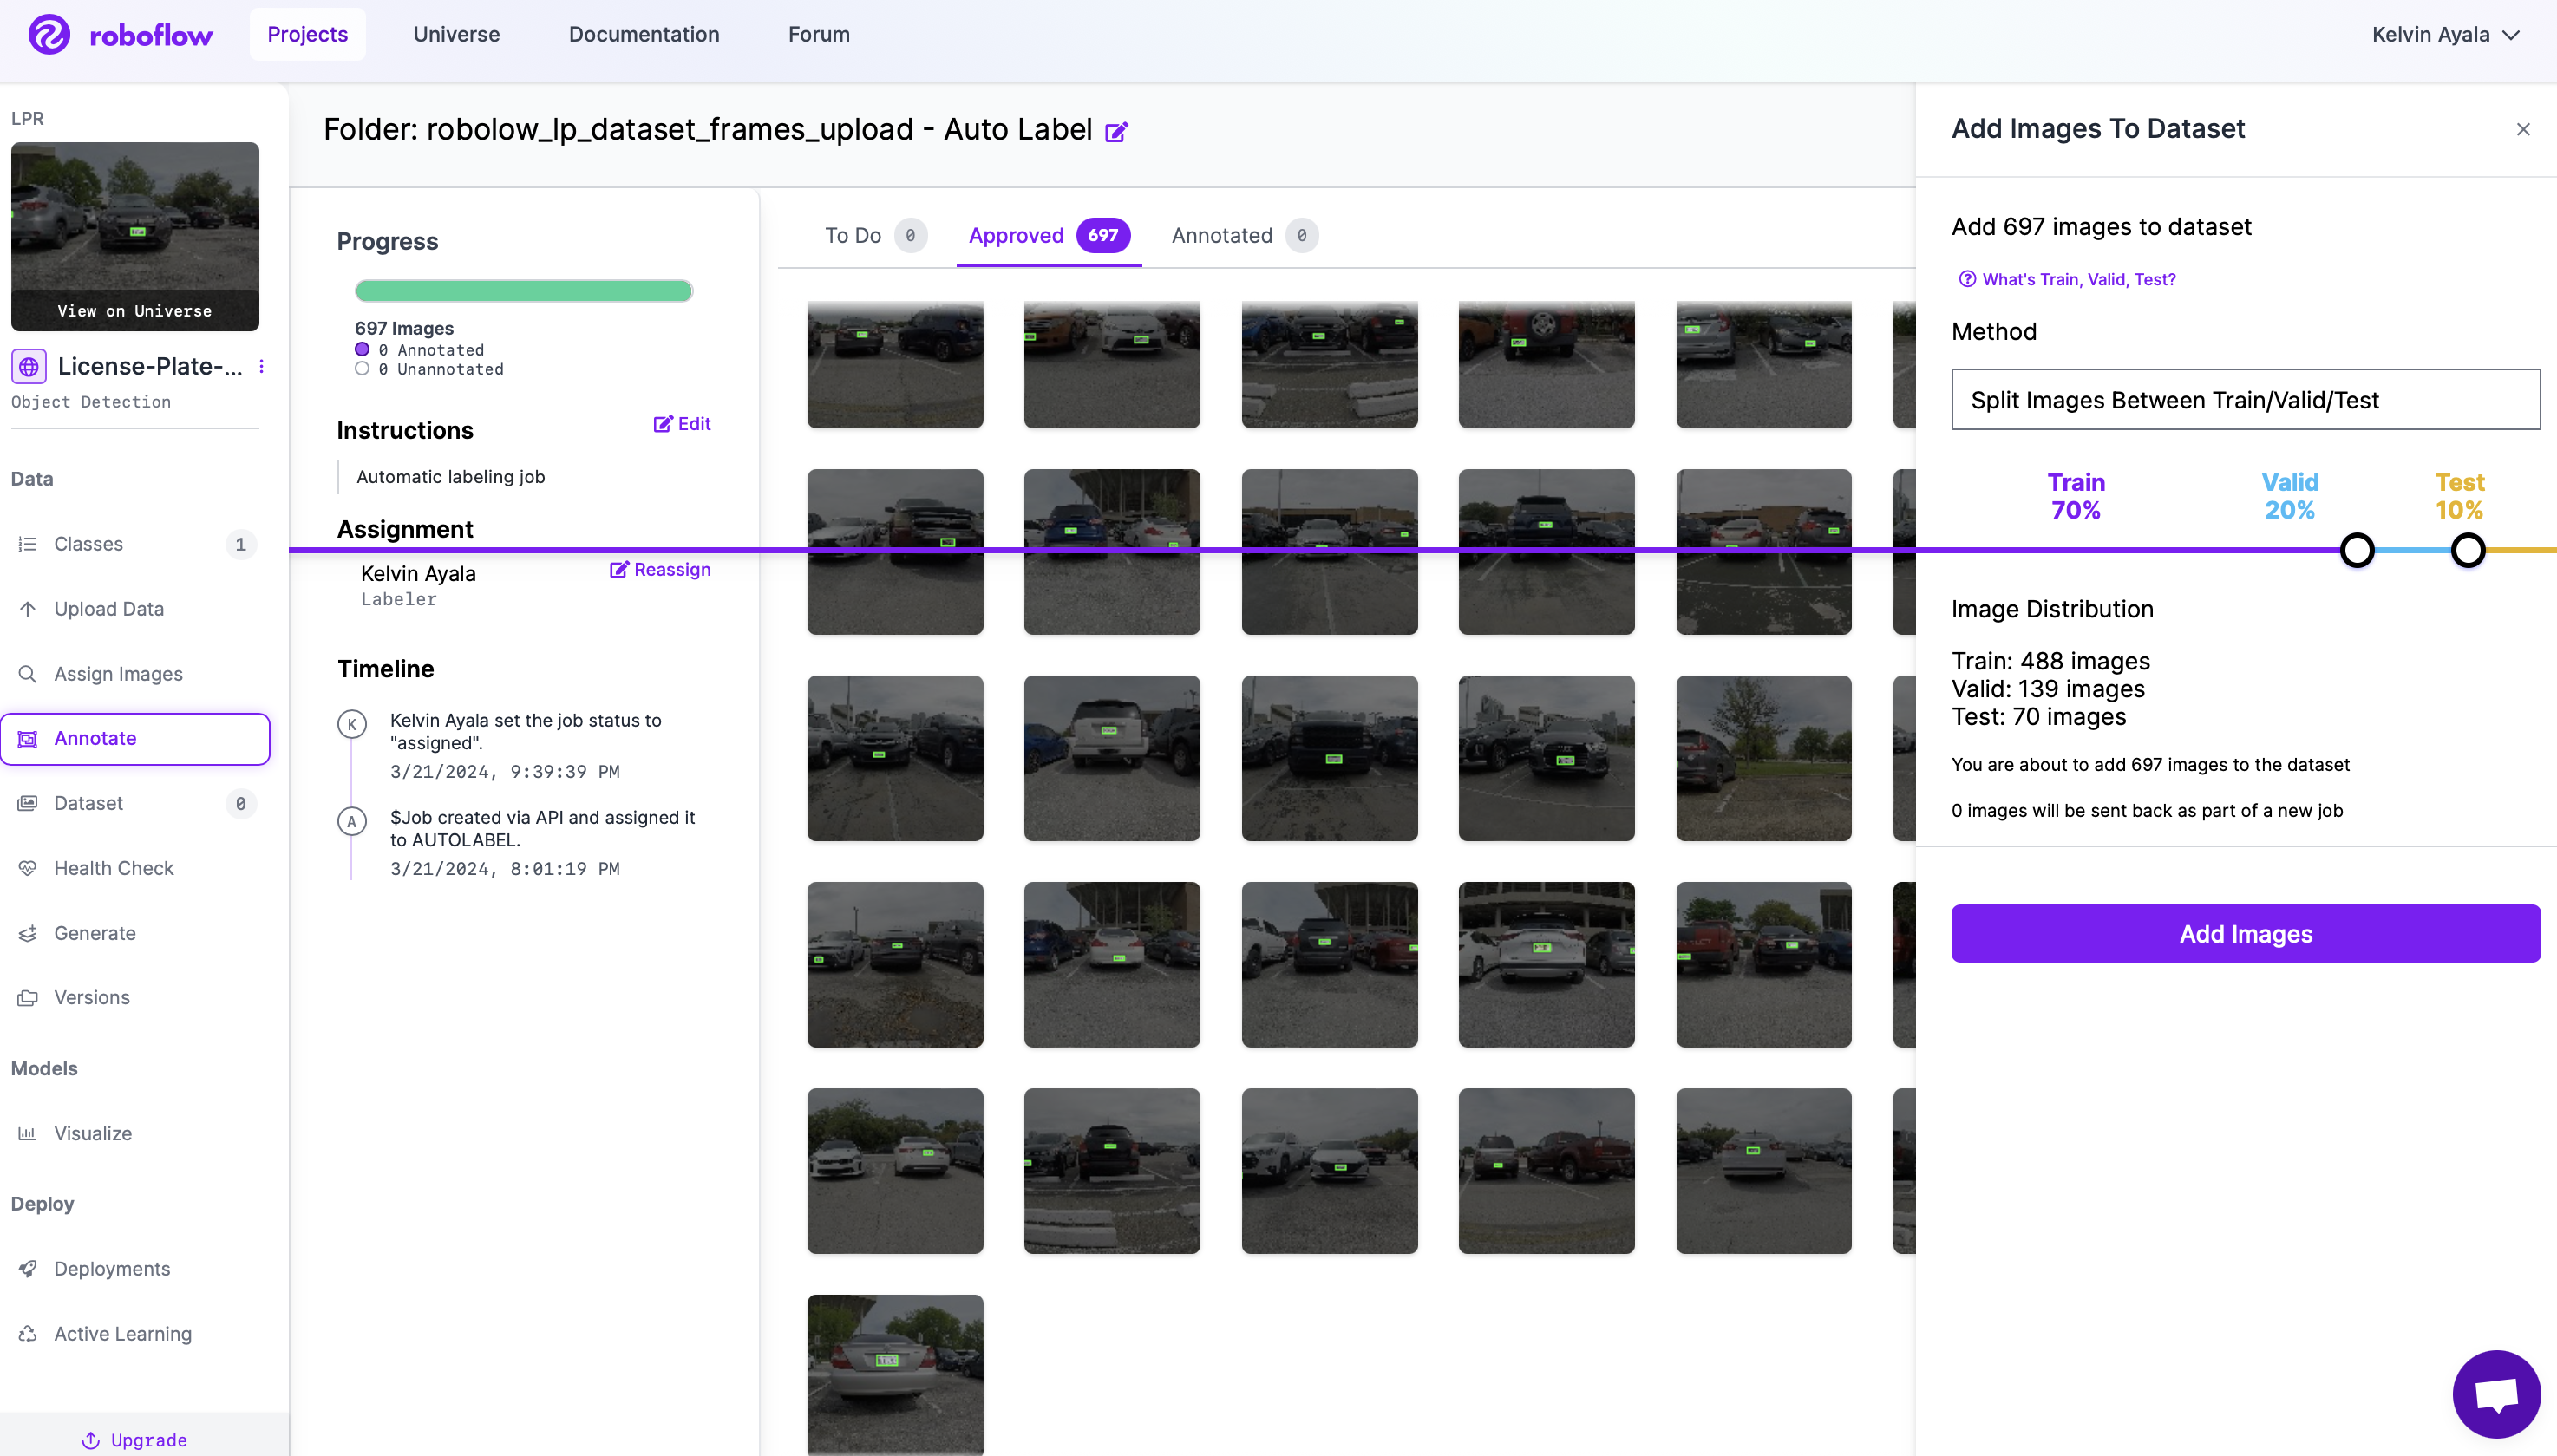 roboflow
Projects
Universe
Documentation
Forum
Kelvin Ayala
LPR
View on Universe
License-Plate-...
Object Detection
Data
Classes
1
Upload Data
Assign Images
Annotate
Dataset
0
Health Check
Generate
Versions
Models
Visualize
Deploy
Deployments
Active Learning
Upgrade
Folder: robolow_lp_dataset_frames_upload - Auto Label
Progress
697 Images
0 Annotated
0 Unannotated
Instructions
Edit
Automatic labeling job
Assignment
Kelvin Ayala
Reassign
Labeler
Timeline
K
Kelvin Ayala set the job status to
"assigned".
3/21/2024, 9:39:39 PM
A
$Job created via API and assigned it
to AUTOLABEL.
3/21/2024, 8:01:19 PM
To Do 0
Approved 697
Annotated 0
Add Images To Dataset
Add 697 images to dataset
What's Train, Valid, Test?
Method
Split Images Between Train/Valid/Test
Train
70%
Valid
20%
Test
10%
Image Distribution
Train: 488 images
Valid: 139 images
Test: 70 images
You are about to add 697 images to the dataset
0 images will be sent back as part of a new job
Add Images